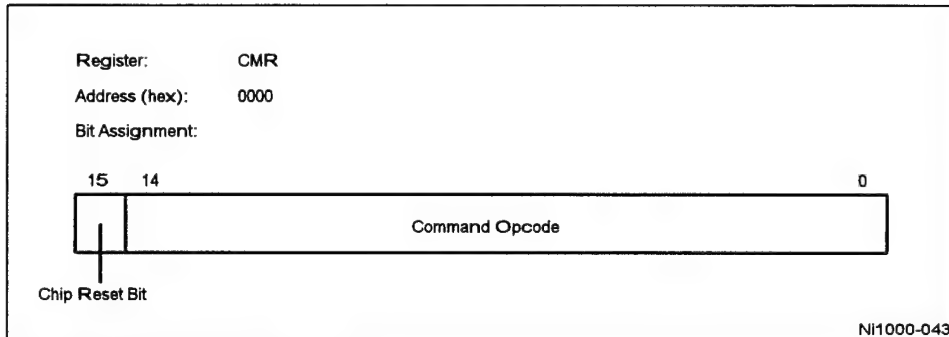 Register: CMR
Address (hex): 0000
Bit Assignment:
15 14 0
Command Opcode
Chip Reset Bit
Ni1000-043